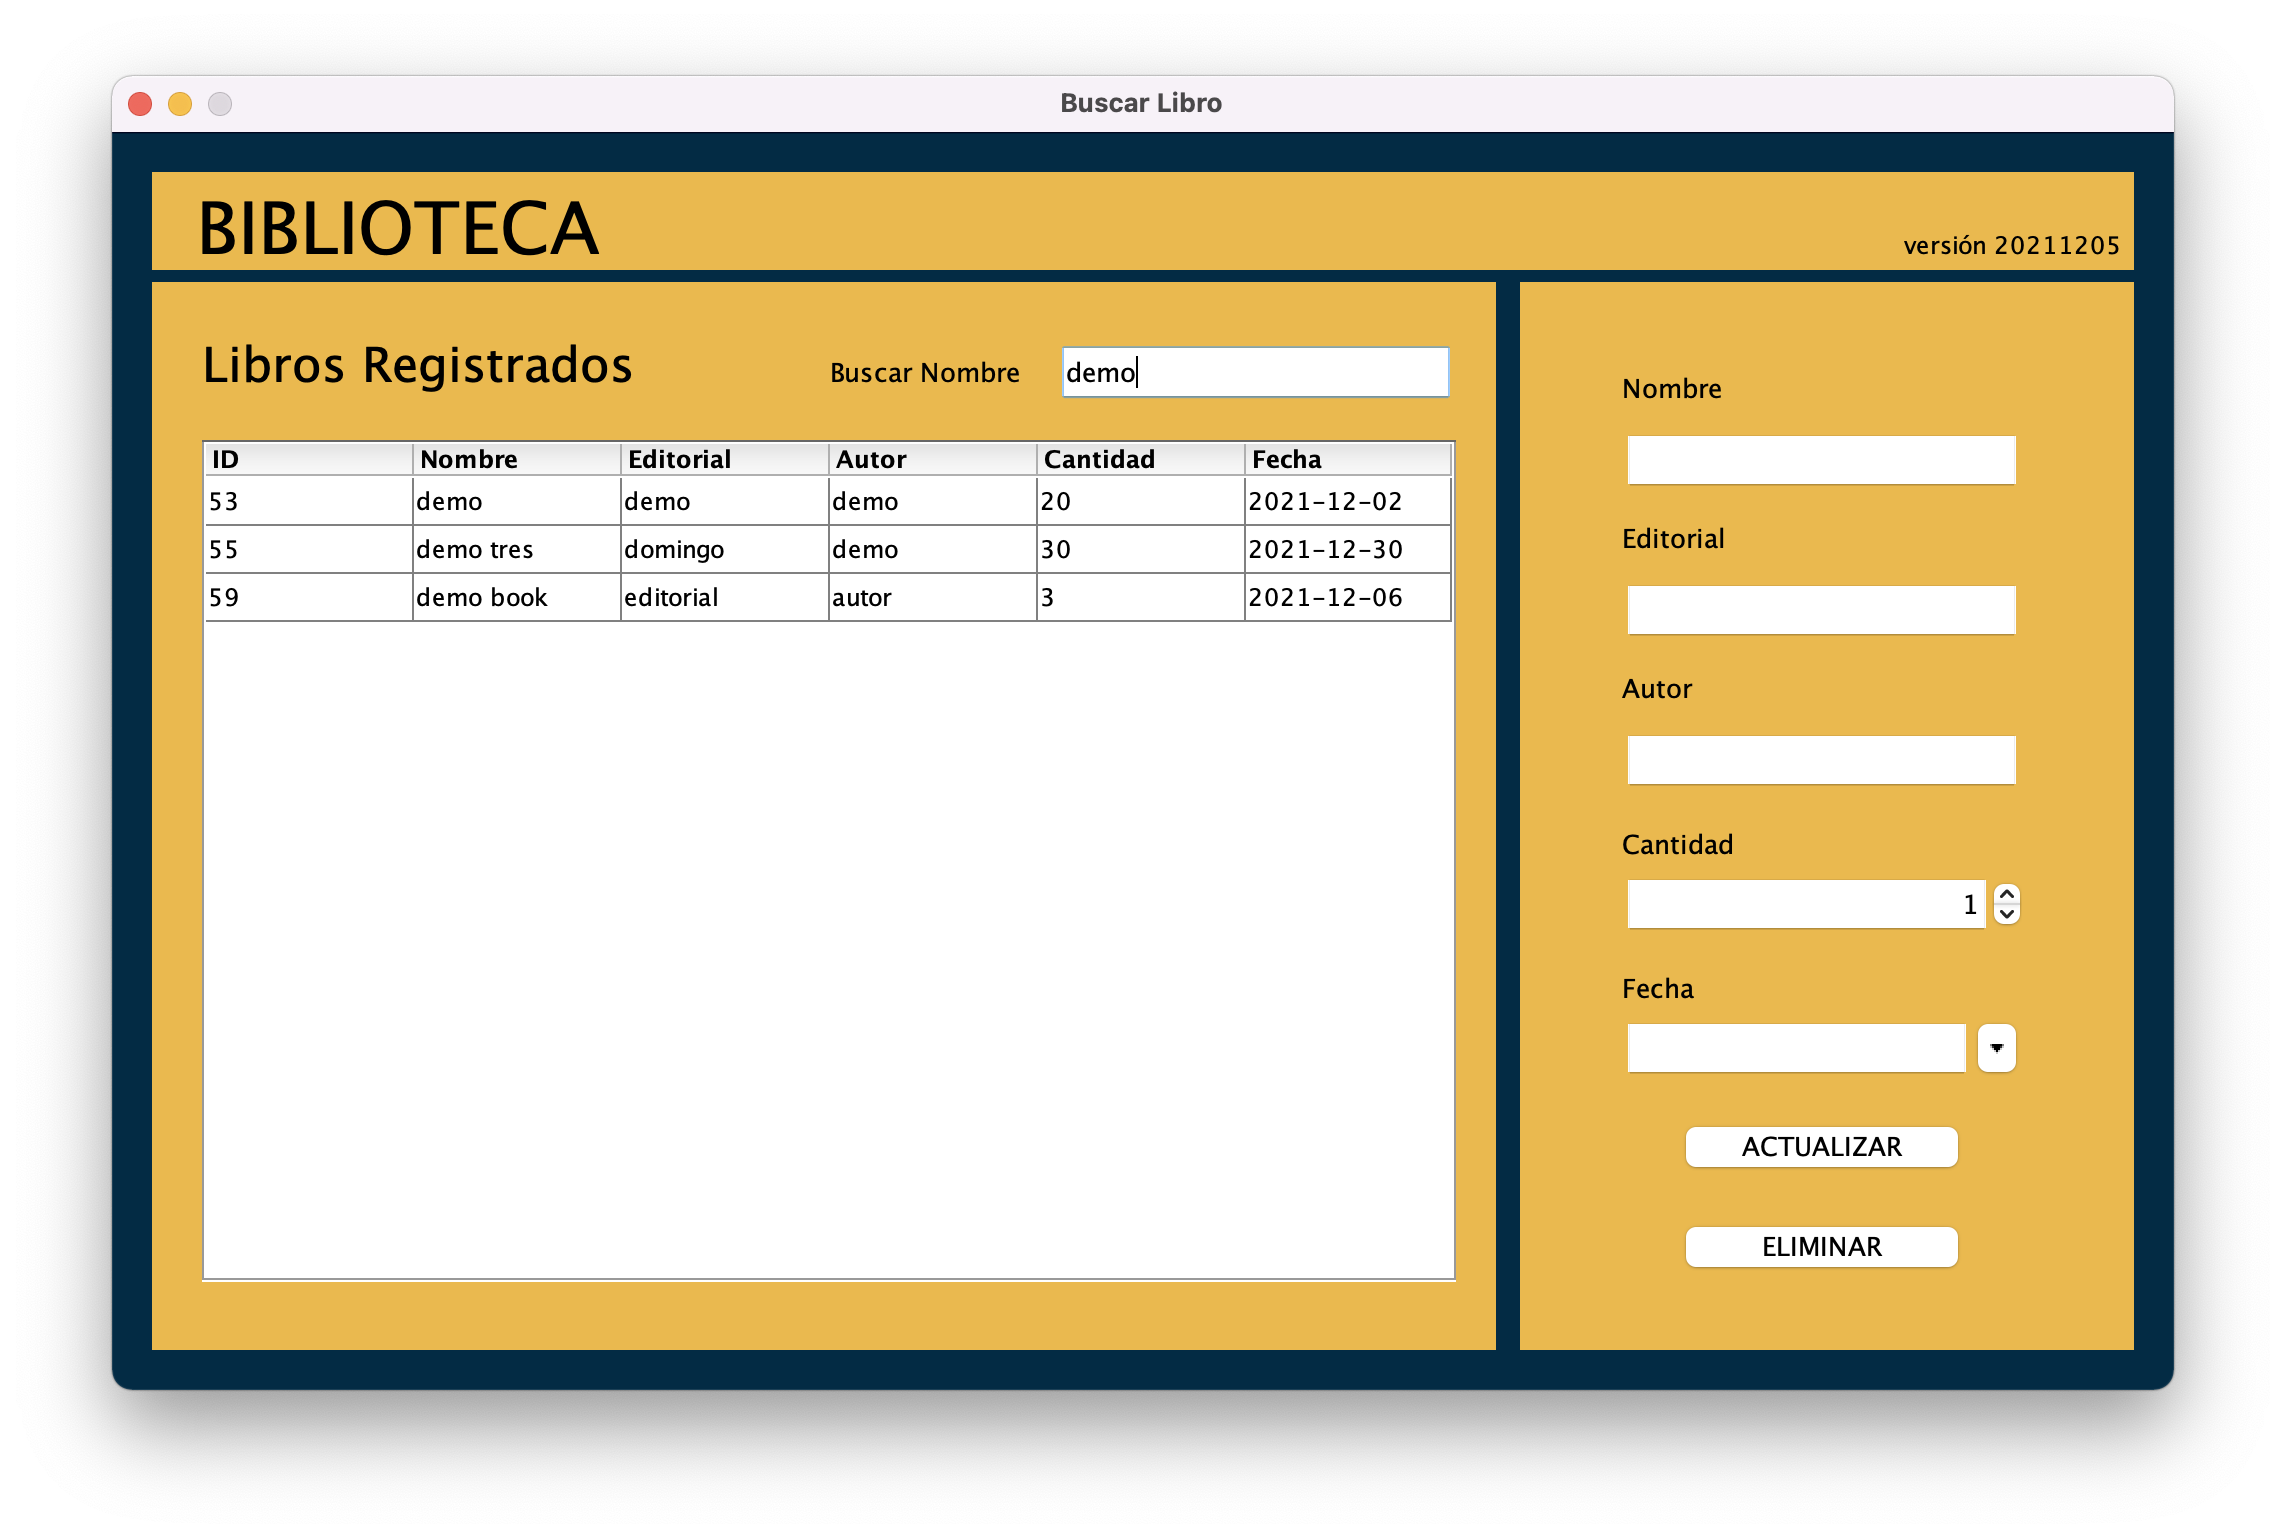 Buscar Libro
BIBLIOTECA
versión 20211205
Libros Registrados
Buscar Nombre demo
ID Nombre Editorial Autor Cantidad Fecha
53 demo demo demo 20 2021-12-02
55 demo tres domingo demo 30 2021-12-30
59 demo book editorial autor 3 2021-12-06
Nombre
Editorial
Autor
Cantidad
1
Fecha
ACTUALIZAR
ELIMINAR